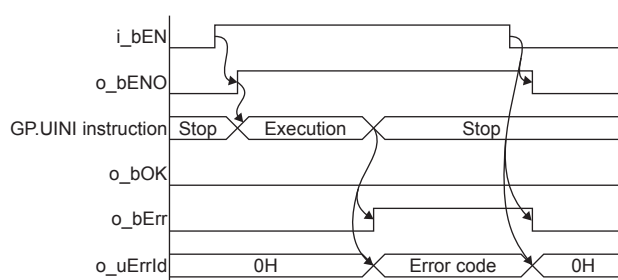 i_bEN
o_bENO
GP.UINI instruction Stop Execution Stop
o_bOK
o_bErr
o_uErrId 0H Error code 0H